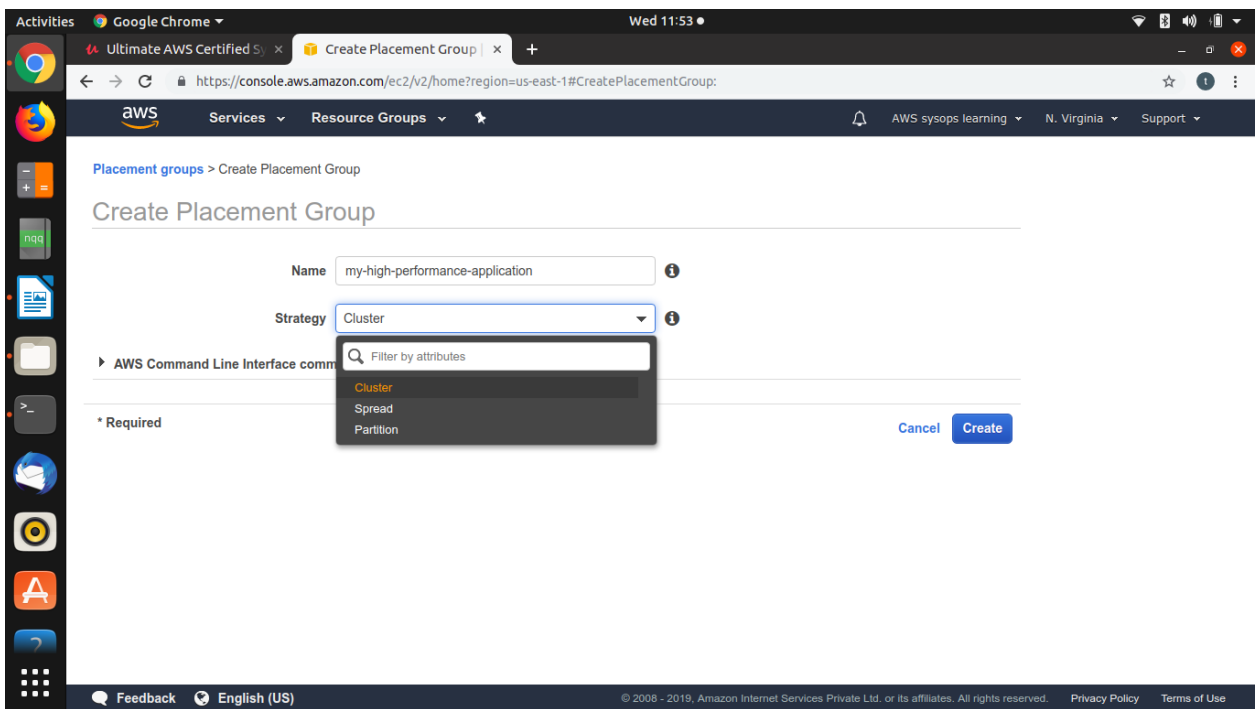 Activities Google Chrome Wed 11:53
Ultimate AWS Certified Sy × Create Placement Group | × +
https://console.aws.amazon.com/ec2/v2/home?region=us-east-1#CreatePlacementGroup: t
aws Services Resource Groups AWS sysops learning N. Virginia Support
Placement groups > Create Placement Group
Create Placement Group
nqq
Name my-high-performance-application
Strategy Cluster
Filter by attributes
AWS Command Line Interface comm
Cluster
Spread
* Required
Partition
Cancel Create
Feedback English (US) © 2008 - 2019, Amazon Internet Services Private Ltd. or its affiliates. All rights reserved. Privacy Policy Terms of Use